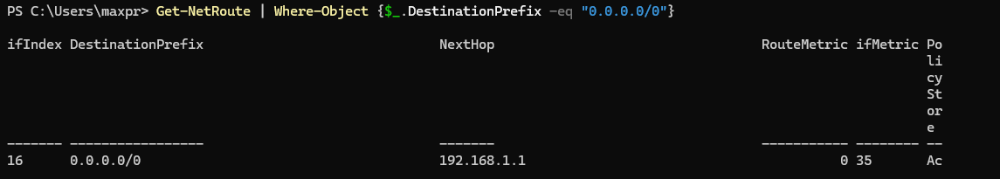 PS C:\Users\maxpr> Get-NetRoute | Where-Object {$_.DestinationPrefix -eq "0.0.0.0/0"}
ifIndex DestinationPrefix NextHop RouteMetric ifMetric Po
li
cy
St
or
e
------- ----------------- ------- ----------- -------- --
16 0.0.0.0/0 192.168.1.1 0 35 Ac